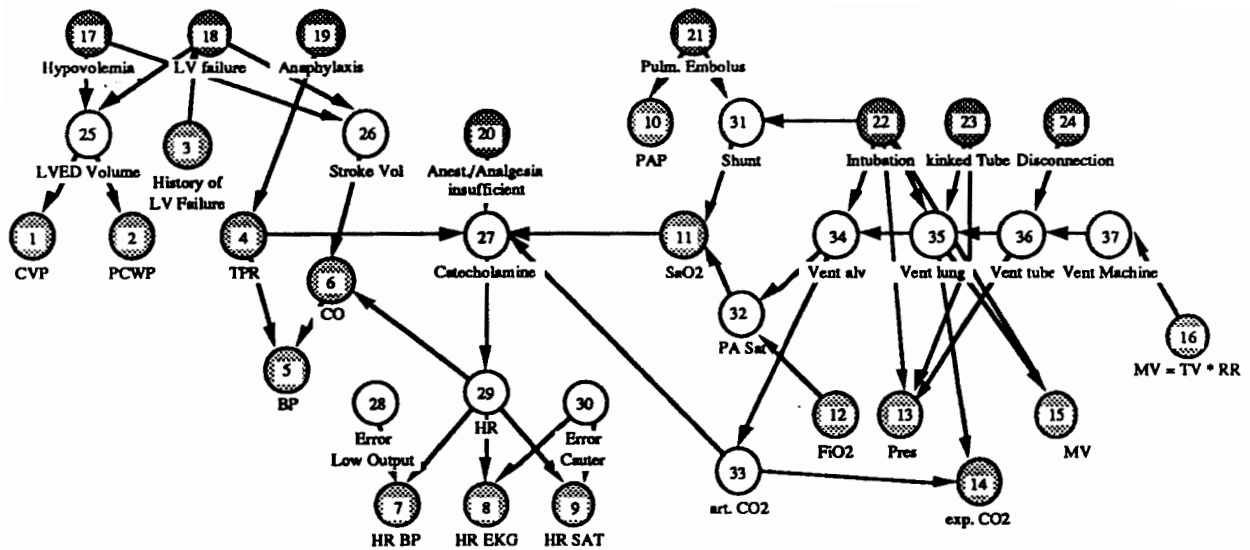 17
18
19
21
Hypovolemia
LV failure
Anaphylaxis
Pulm. Embolus
25
3
26
20
10
31
22
23
24
LVED Volume
History of
LV Failure
Stroke Vol
Anest./Analgesia
insufficient
PAP
Shunt
Intubation
kinked Tube
Disconnection
1
2
4
27
11
34
35
36
37
CVP
PCWP
TPR
Catecholamine
SaO2
Vent alv
Vent lung
Vent tube
Vent Machine
6
CO
32
PA Sat
16
MV = TV * RR
5
BP
28
29
30
12
13
15
Error
Low Output
HR
Error
Cauter
FiO2
Pres
MV
33
14
art. CO2
exp. CO2
7
8
9
HR BP
HR EKG
HR SAT